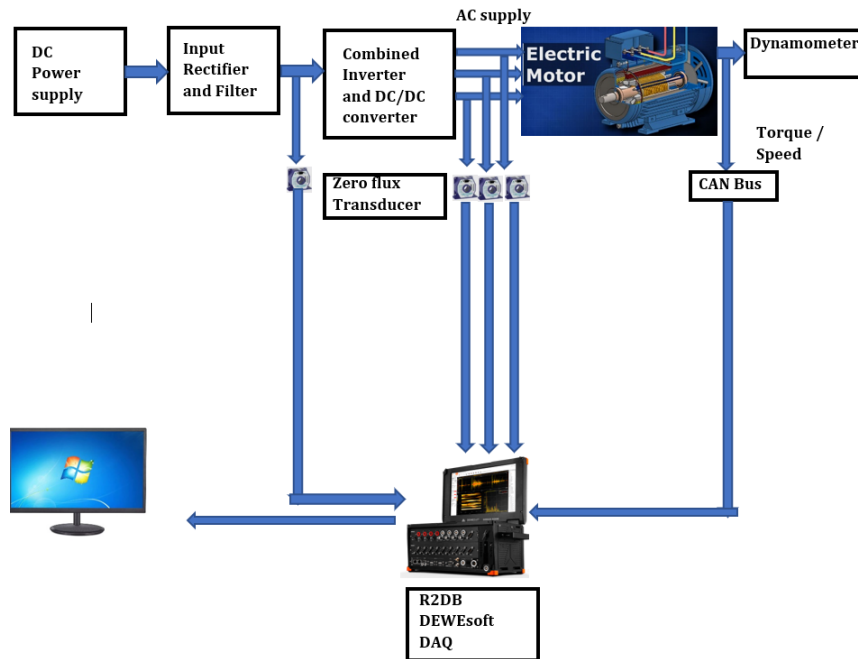 AC supply
DC
Power
supply
Input
Rectifier
and Filter
Combined
Inverter
and DC/DC
converter
Electric
Motor
Dynamometer
Torque /
Speed
Zero flux
Transducer
CAN Bus
R2DB
DEWEsoft
DAQ